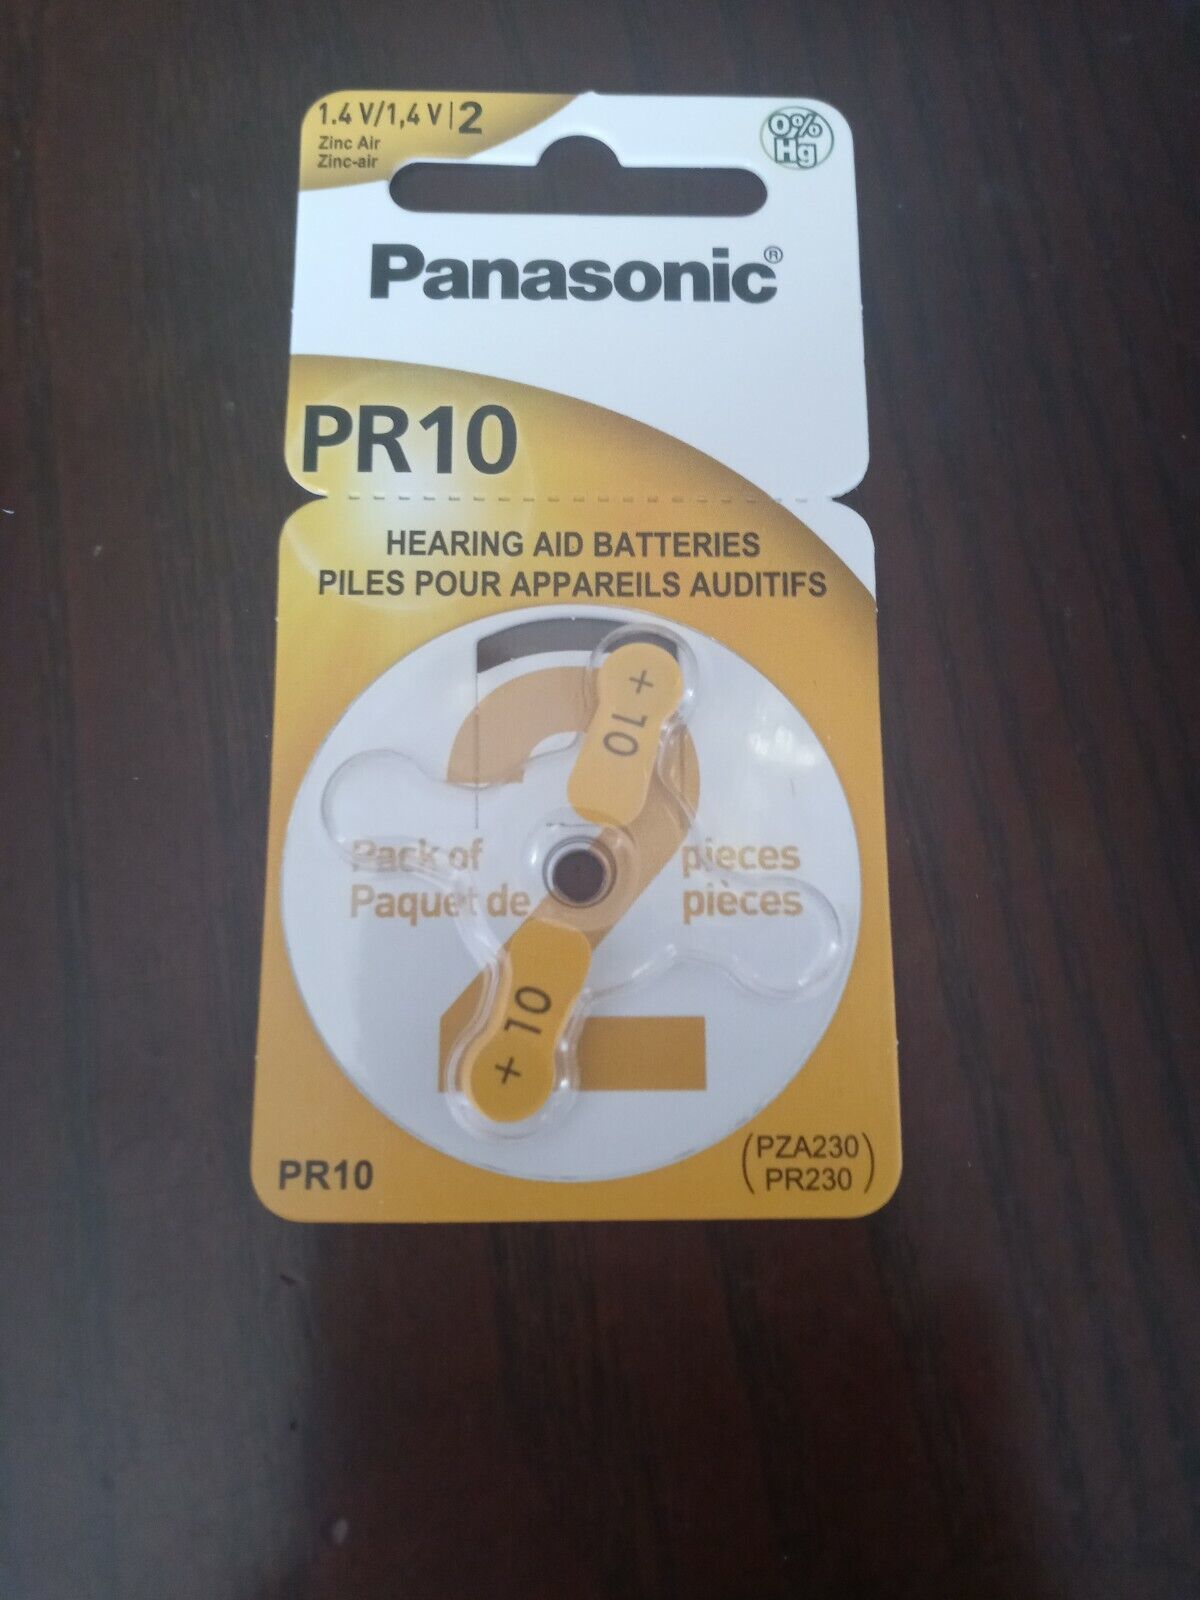 1.4 V/1,4 V|2
Zinc Air
Zinc-air
0%
Hg
Panasonic®
PR10
HEARING AID BATTERIES
PILES POUR APPAREILS AUDITIFS
+ 10
2
Pack of pieces
Paquet de pièces
+ 10
PR10
(PZA230
PR230)